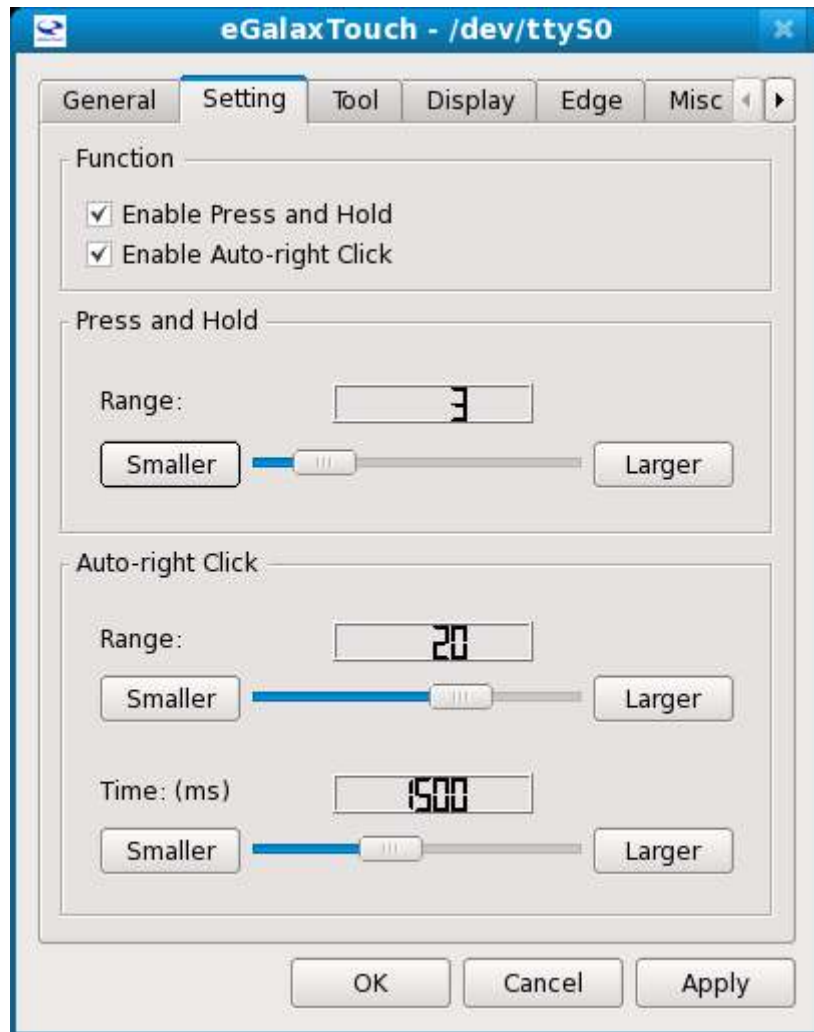 eGalaxTouch - /dev/ttyS0
General Setting Tool Display Edge Misc
Function
Enable Press and Hold
Enable Auto-right Click
Press and Hold
Range: 3
Smaller Larger
Auto-right Click
Range: 20
Smaller Larger
Time: (ms) 1500
Smaller Larger
OK Cancel Apply